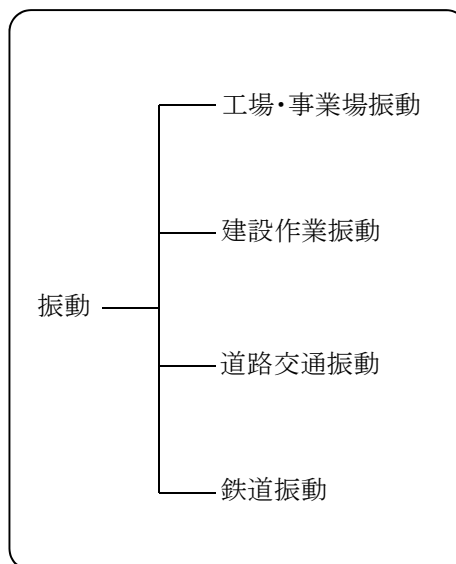 工場・事業場振動
建設作業振動
振動
道路交通振動
鉄道振動